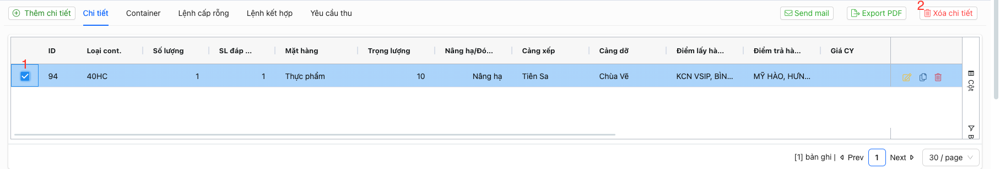 Thêm chi tiết Chi tiết Container Lệnh cấp rỗng Lệnh kết hợp Yêu cầu thu Send mail Export PDF 2 Xóa chi tiết
ID Loại cont. Số lượng SL đáp ... Mặt hàng Trọng lượng Nâng hạ/Đó... Cảng xếp Cảng dỡ Điểm lấy hà... Điểm trả hà... Giá CY
1
94 40HC 1 1 Thực phẩm 10 Nâng hạ Tiên Sa Chùa Vẽ KCN VSIP, BÌN... MỸ HÀO, HƯN...
Cột
B
[1] bản ghi | Prev 1 Next 30 / page